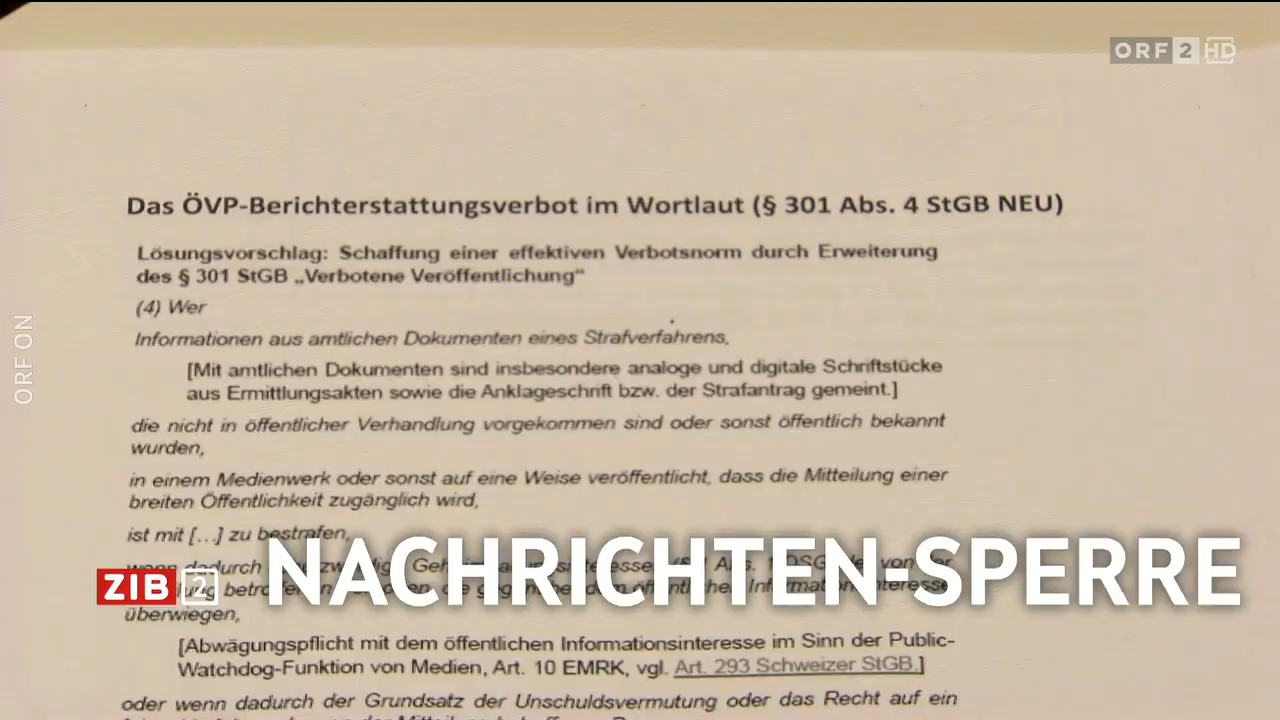 ORF 2 HD
Das ÖVP-Berichterstattungsverbot im Wortlaut (§ 301 Abs. 4 StGB NEU)
Lösungsvorschlag: Schaffung einer effektiven Verbotsnorm durch Erweiterung
des § 301 StGB „Verbotene Veröffentlichung“
(4) Wer
ORF ON
Informationen aus amtlichen Dokumenten eines Strafverfahrens,
[Mit amtlichen Dokumenten sind insbesondere analoge und digitale Schriftstücke
aus Ermittlungsakten sowie die Anklageschrift bzw. der Strafantrag gemeint.]
die nicht in öffentlicher Verhandlung vorgekommen sind oder sonst öffentlich bekannt
wurden,
in einem Medienwerk oder sonst auf eine Weise veröffentlicht, dass die Mitteilung einer
breiten Öffentlichkeit zugänglich wird,
ist mit [...] zu bestrafen,
wenn dadurch
ZIB 2 NACHRICHTEN-SPERRE
überwiegen,
[Abwägungspflicht mit dem öffentlichen Informationsinteresse im Sinn der Public-
Watchdog-Funktion von Medien, Art. 10 EMRK, vgl. Art. 293 Schweizer StGB.]
oder wenn dadurch der Grundsatz der Unschuldsvermutung oder das Recht auf ein